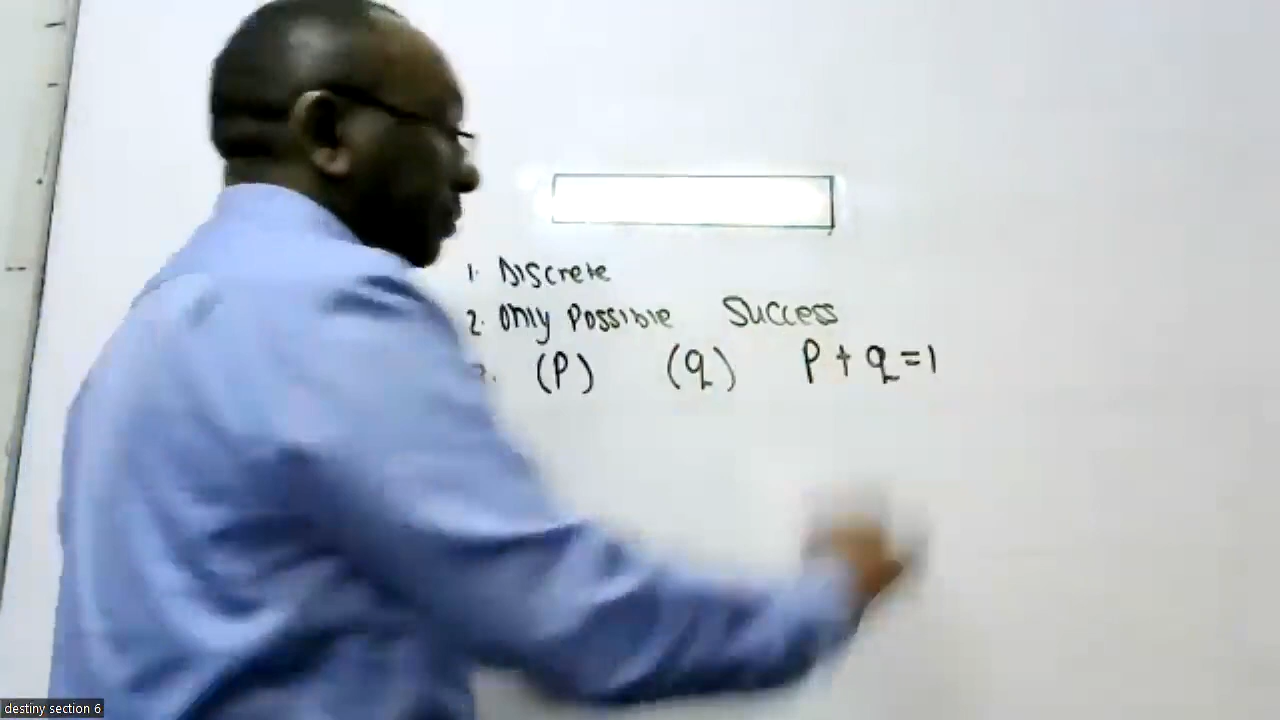 1. Discrete
2. Only Possible Success
(P) (q) P + q = 1
destiny section 6